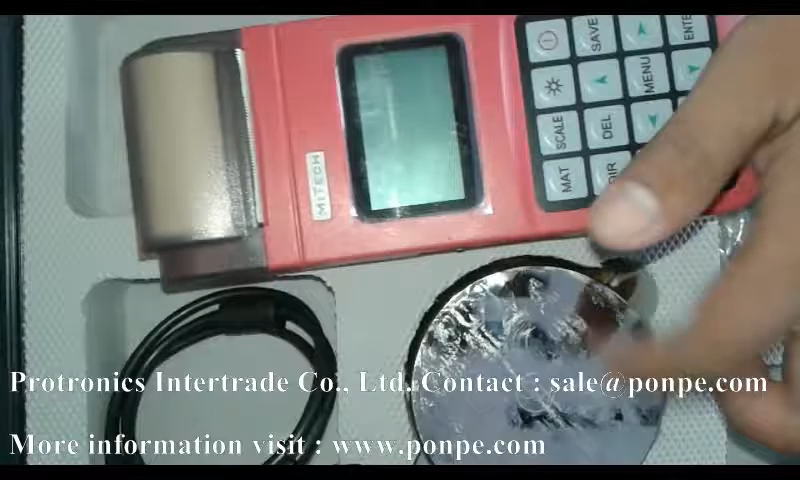 MITECH
SAVE
ENTE
MENU
SCALE
DEL
MAT
DIR
Protronics Intertrade Co., Ltd. Contact : sale@ponpe.com
More information visit : www.ponpe.com